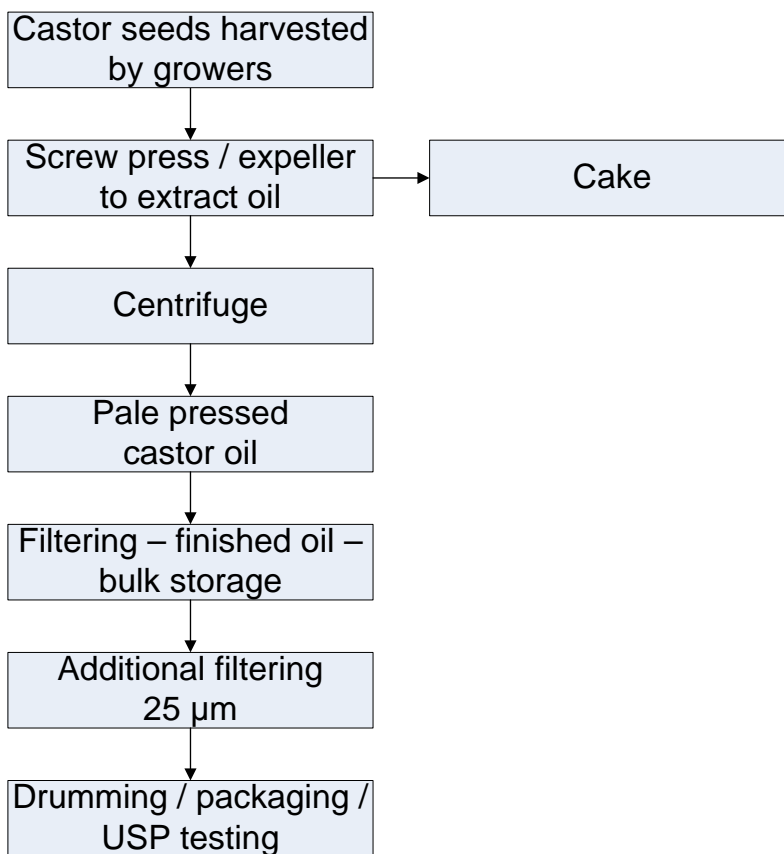 Castor seeds harvested
by growers
Screw press / expeller
to extract oil
Cake
Centrifuge
Pale pressed
castor oil
Filtering – finished oil –
bulk storage
Additional filtering
25 µm
Drumming / packaging /
USP testing